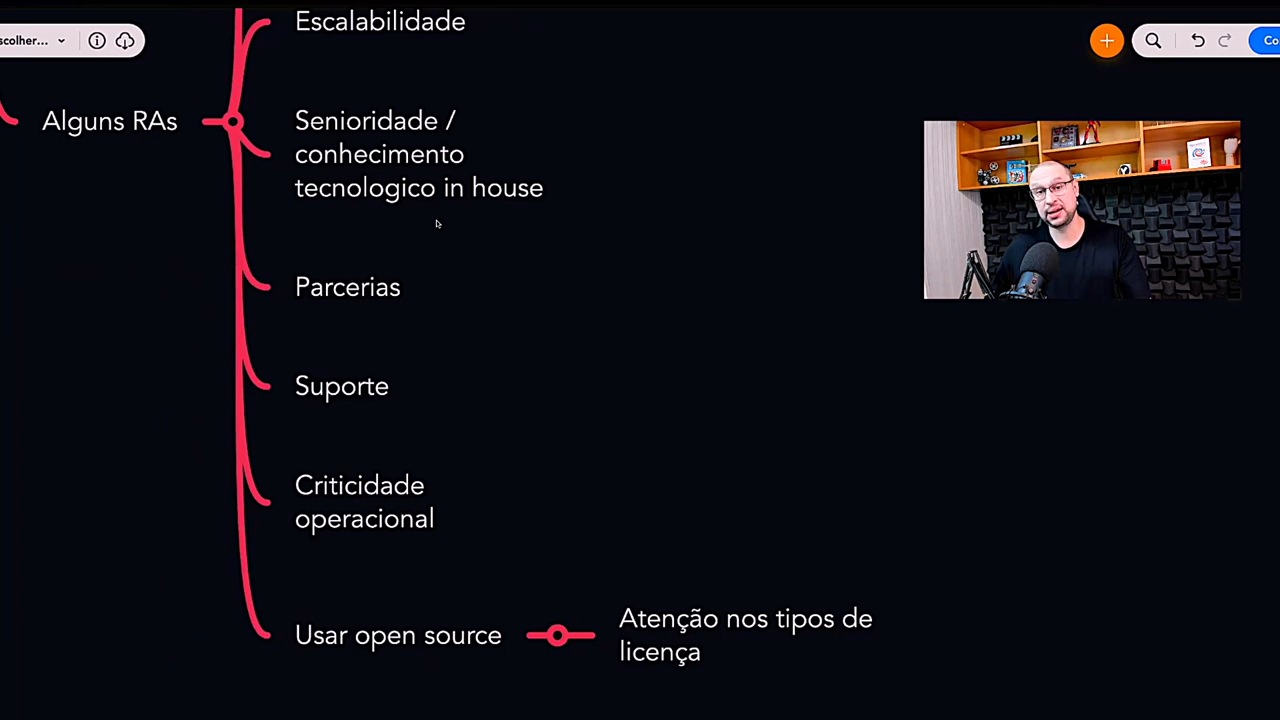 Escalabilidade
scolher...
Co
Alguns RAs
Senioridade /
conhecimento
tecnologico in house
Parcerias
Suporte
Criticidade
operacional
Usar open source
Atenção nos tipos de
licença